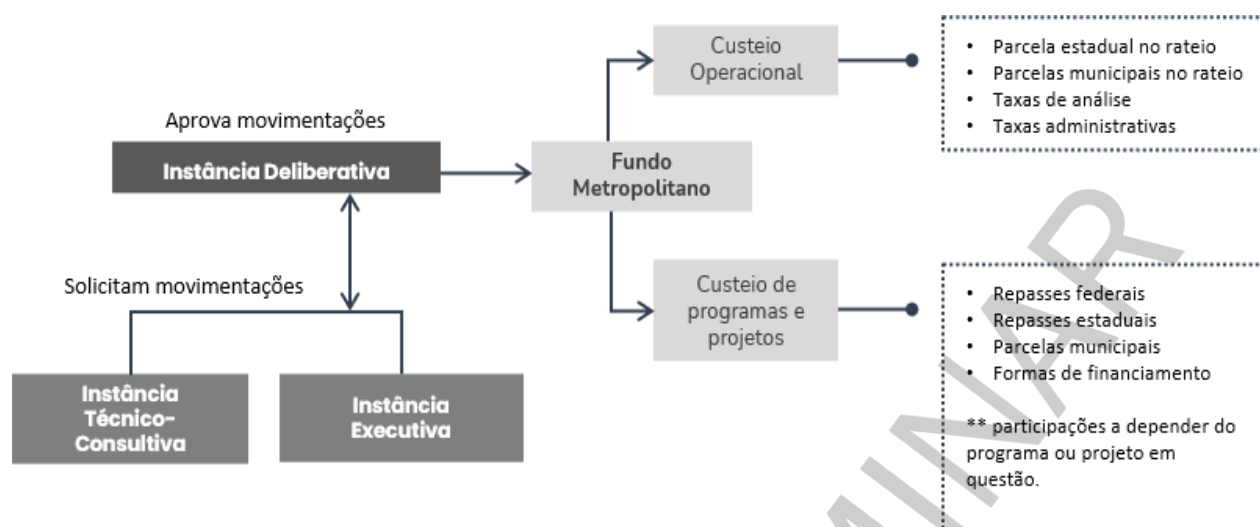 Aprova movimentações
Instância Deliberativa
Solicitam movimentações
Instância
Técnico-
Consultiva
Instância
Executiva
Fundo
Metropolitano
Custeio
Operacional
• Parcela estadual no rateio
• Parcelas municipais no rateio
• Taxas de análise
• Taxas administrativas
Custeio de
programas e
projetos
• Repasses federais
• Repasses estaduais
• Parcelas municipais
• Formas de financiamento
** participações a depender do
programa ou projeto em
questão.
MINAR